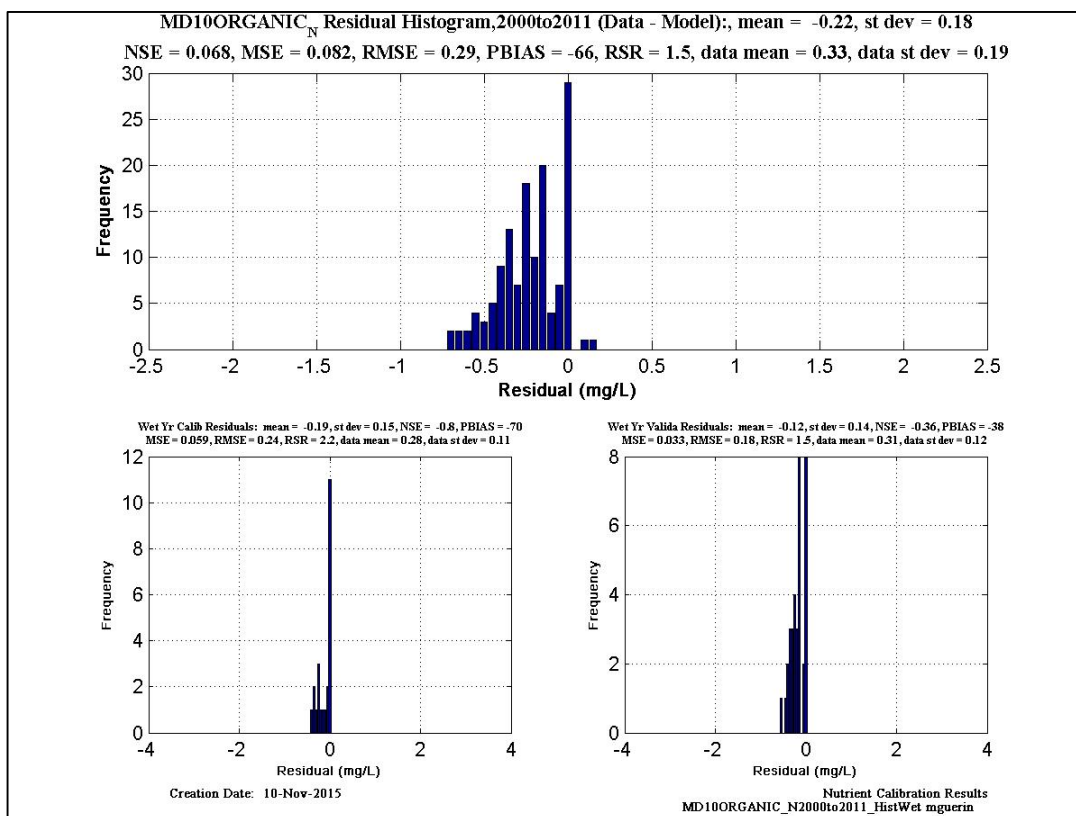 MD10ORGANIC_N Residual Histogram,2000to2011 (Data - Model):, mean = -0.22, st dev = 0.18
NSE = 0.068, MSE = 0.082, RMSE = 0.29, PBIAS = -66, RSR = 1.5, data mean = 0.33, data st dev = 0.19
30
25
20
15
10
5
0
Frequency
-2.5 -2 -1.5 -1 -0.5 0 0.5 1 1.5 2 2.5
Residual (mg/L)
Wet Yr Calib Residuals: mean = -0.19, st dev = 0.15, NSE = -0.8, PBIAS = -70
MSE = 0.059, RMSE = 0.24, RSR = 2.2, data mean = 0.28, data st dev = 0.11
12
10
8
6
4
2
0
Frequency
-4 -2 0 2 4
Residual (mg/L)
Wet Yr Valida Residuals: mean = -0.12, st dev = 0.14, NSE = -0.36, PBIAS = -38
MSE = 0.033, RMSE = 0.18, RSR = 1.5, data mean = 0.31, data st dev = 0.12
8
6
4
2
0
Frequency
-4 -2 0 2 4
Residual (mg/L)
Creation Date: 10-Nov-2015
Nutrient Calibration Results
MD10ORGANIC_N2000to2011_HistWet mguerin